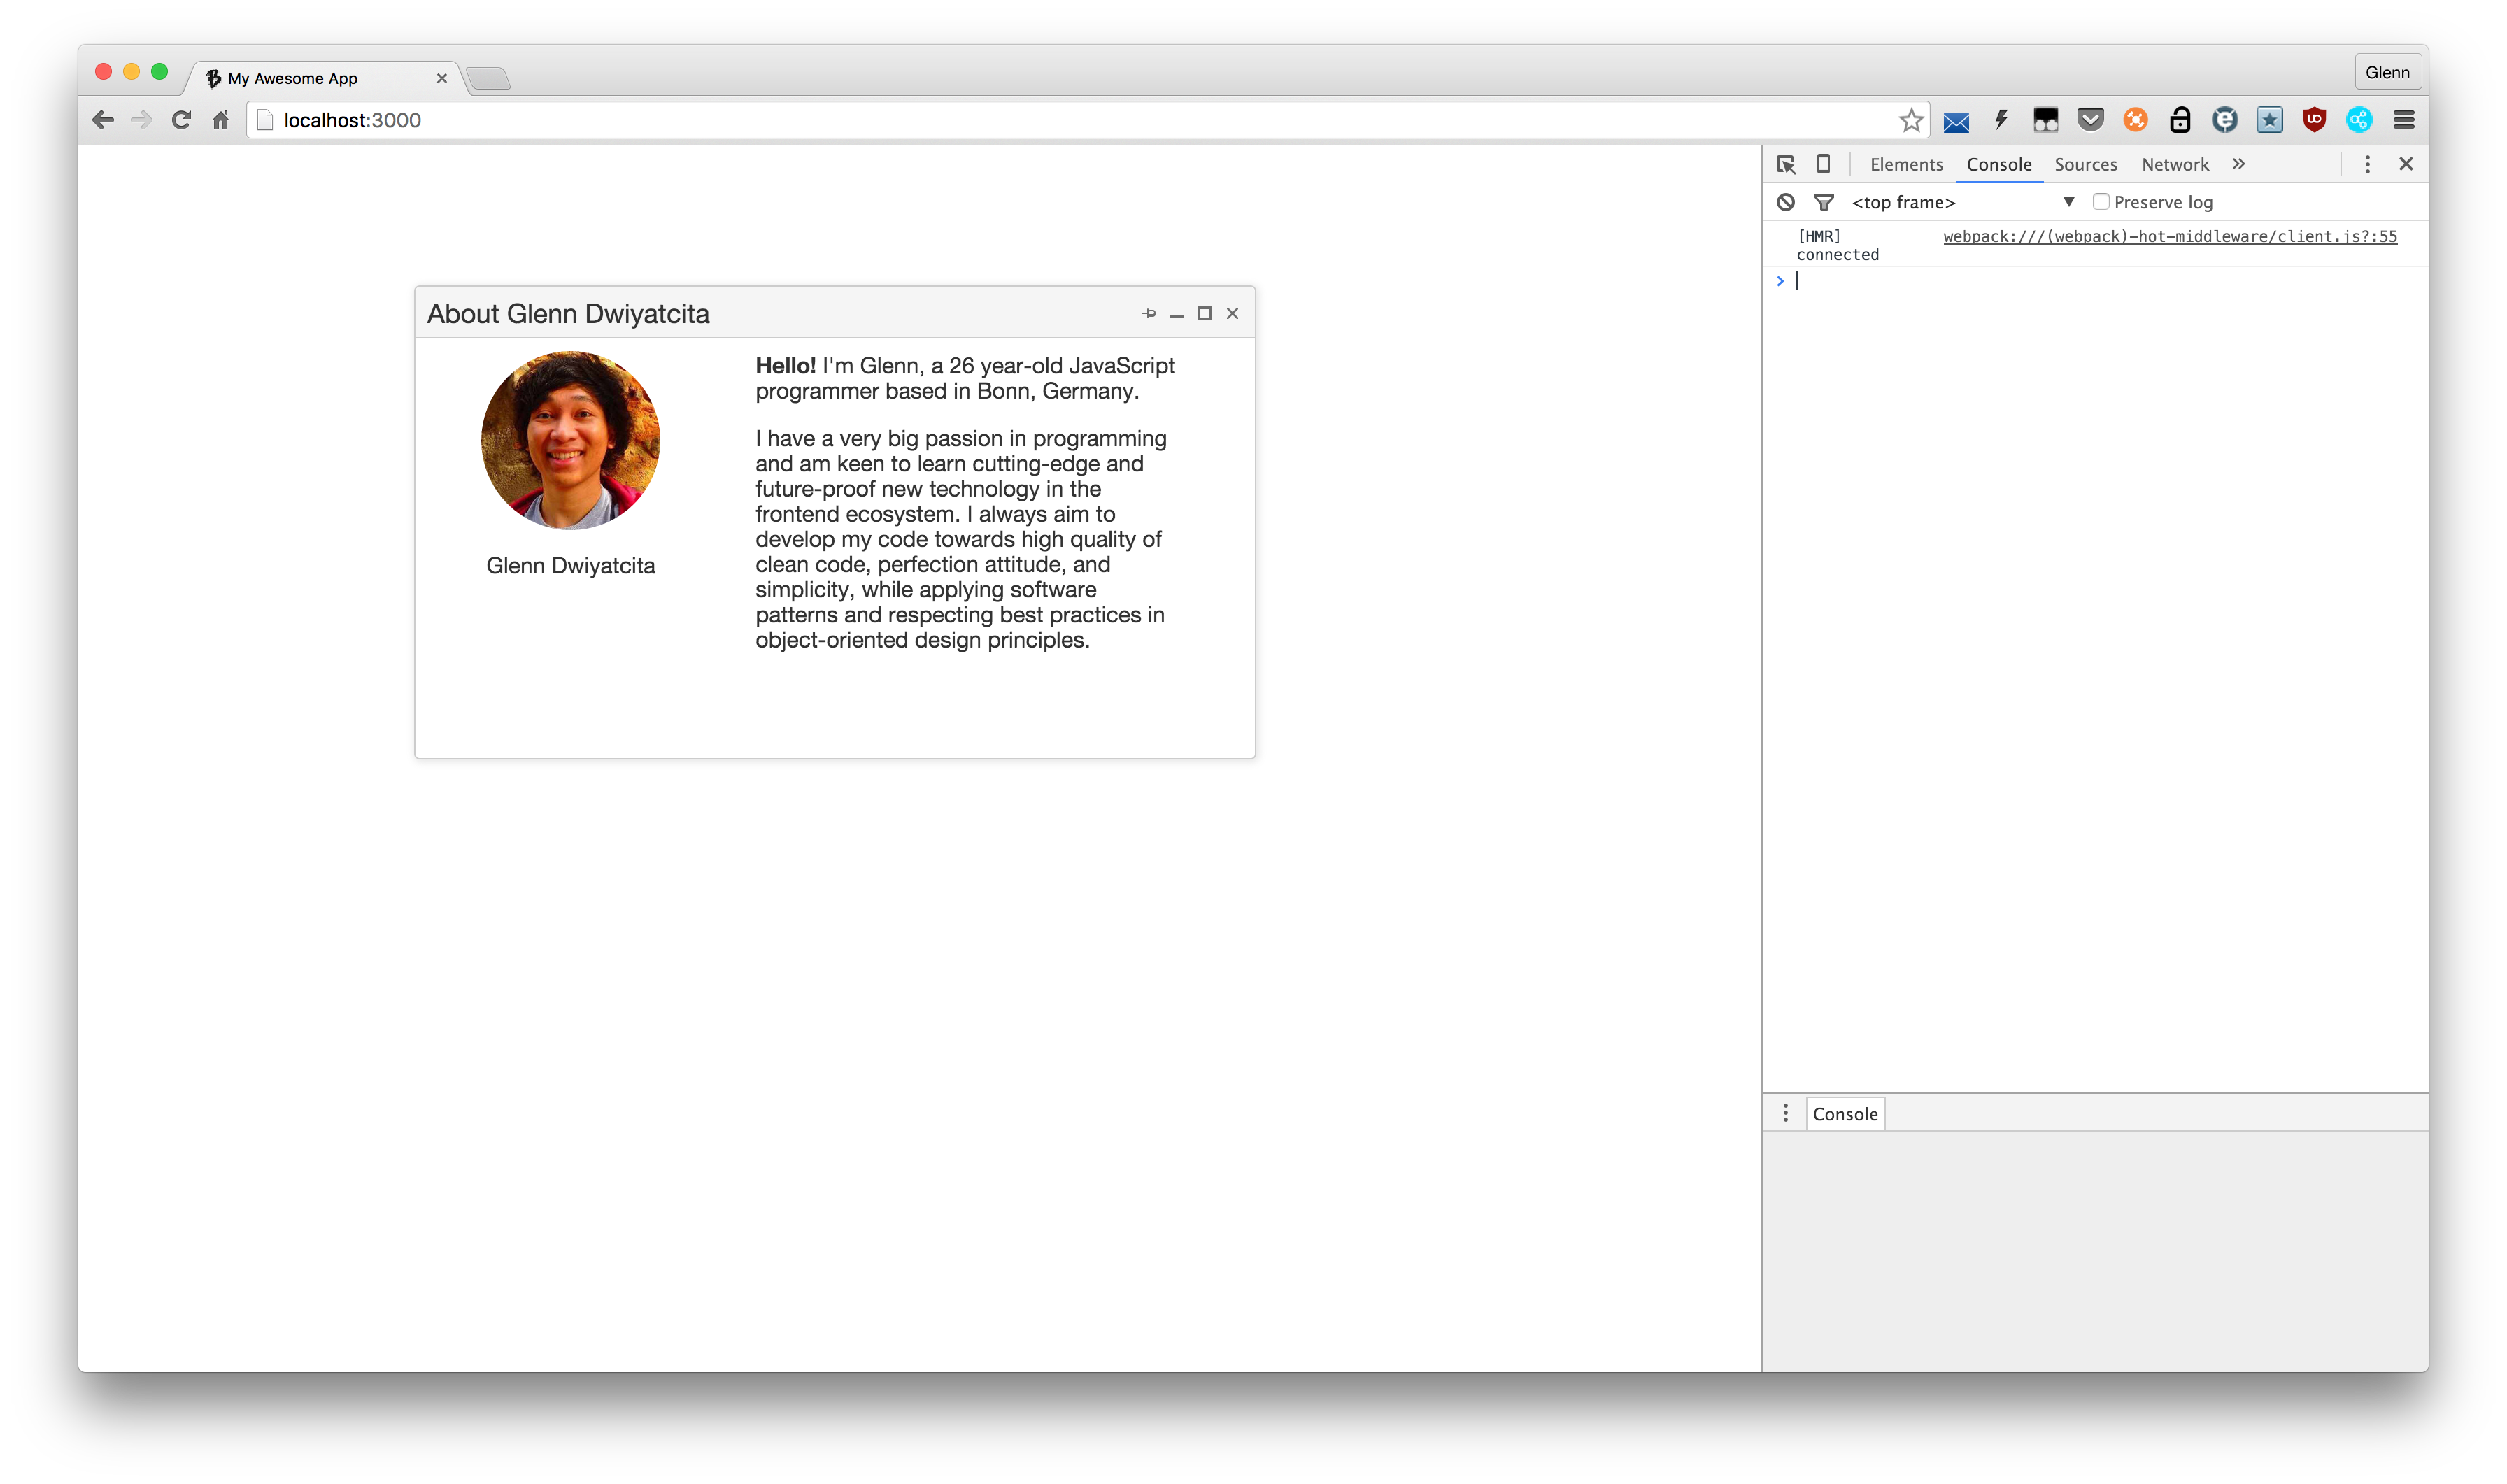 My Awesome App
Glenn
localhost:3000
Elements Console Sources Network
<top frame> Preserve log
[HMR] connected
webpack:///(webpack)-hot-middleware/client.js?:55
About Glenn Dwiyatcita
Glenn Dwiyatcita
Hello! I'm Glenn, a 26 year-old JavaScript
programmer based in Bonn, Germany.
I have a very big passion in programming
and am keen to learn cutting-edge and
future-proof new technology in the
frontend ecosystem. I always aim to
develop my code towards high quality of
clean code, perfection attitude, and
simplicity, while applying software
patterns and respecting best practices in
object-oriented design principles.
Console